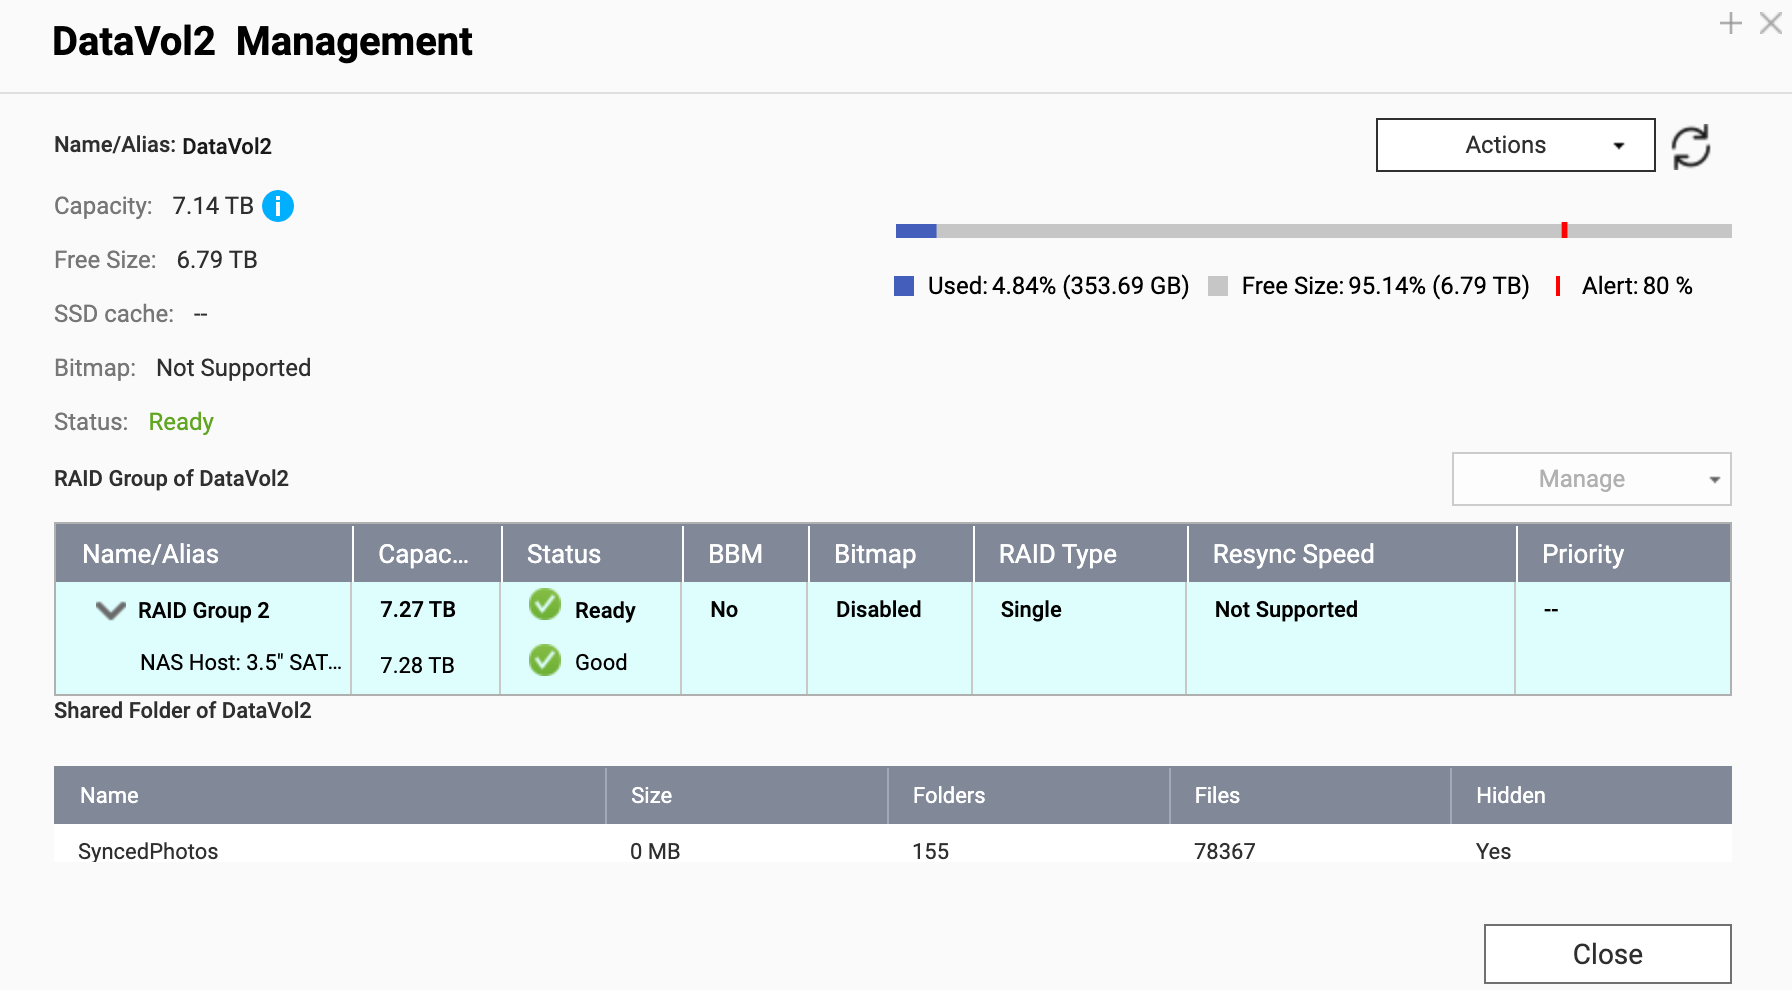 DataVol2 Management
Name/Alias: DataVol2
Actions
Capacity: 7.14 TB
Free Size: 6.79 TB
Used: 4.84% (353.69 GB) Free Size: 95.14% (6.79 TB) Alert: 80 %
SSD cache: --
Bitmap: Not Supported
Status: Ready
RAID Group of DataVol2
Manage
Name/Alias Capac... Status BBM Bitmap RAID Type Resync Speed Priority
RAID Group 2 7.27 TB Ready No Disabled Single Not Supported --
NAS Host: 3.5" SAT... 7.28 TB Good
Shared Folder of DataVol2
Name Size Folders Files Hidden
SyncedPhotos 0 MB 155 78367 Yes
Close